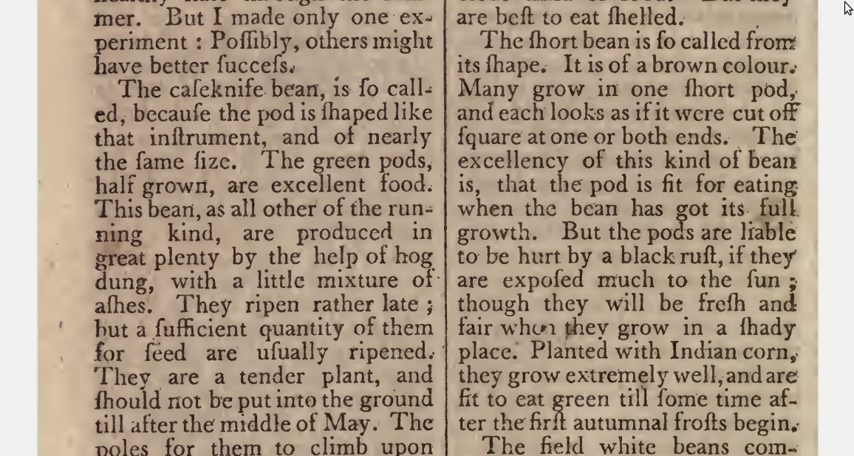 mer. But I made only one ex-
periment : Poſſibly, others might
have better ſucceſs.
The caſeknife bean, is ſo call-
ed, becauſe the pod is ſhaped like
that inſtrument, and of nearly
the ſame ſize. The green pods,
half grown, are excellent food.
This bean, as all other of the run-
ning kind, are produced in
great plenty by the help of hog
dung, with a little mixture of
aſhes. They ripen rather late ;
but a ſufficient quantity of them
for ſeed are uſually ripened.
They are a tender plant, and
ſhould not be put into the ground
till after the middle of May. The
poles for them to climb upon
are beſt to eat ſhelled.
The ſhort bean is ſo called from
its ſhape. It is of a brown colour.
Many grow in one ſhort pod,
and each looks as if it were cut off
ſquare at one or both ends. The
excellency of this kind of bean
is, that the pod is fit for eating
when the bean has got its full
growth. But the pods are liable
to be hurt by a black ruſt, if they
are expoſed much to the ſun ;
though they will be freſh and
fair when they grow in a ſhady
place. Planted with Indian corn,
they grow extremely well, and are
fit to eat green till ſome time af-
ter the firſt autumnal froſts begin.
The field white beans com-